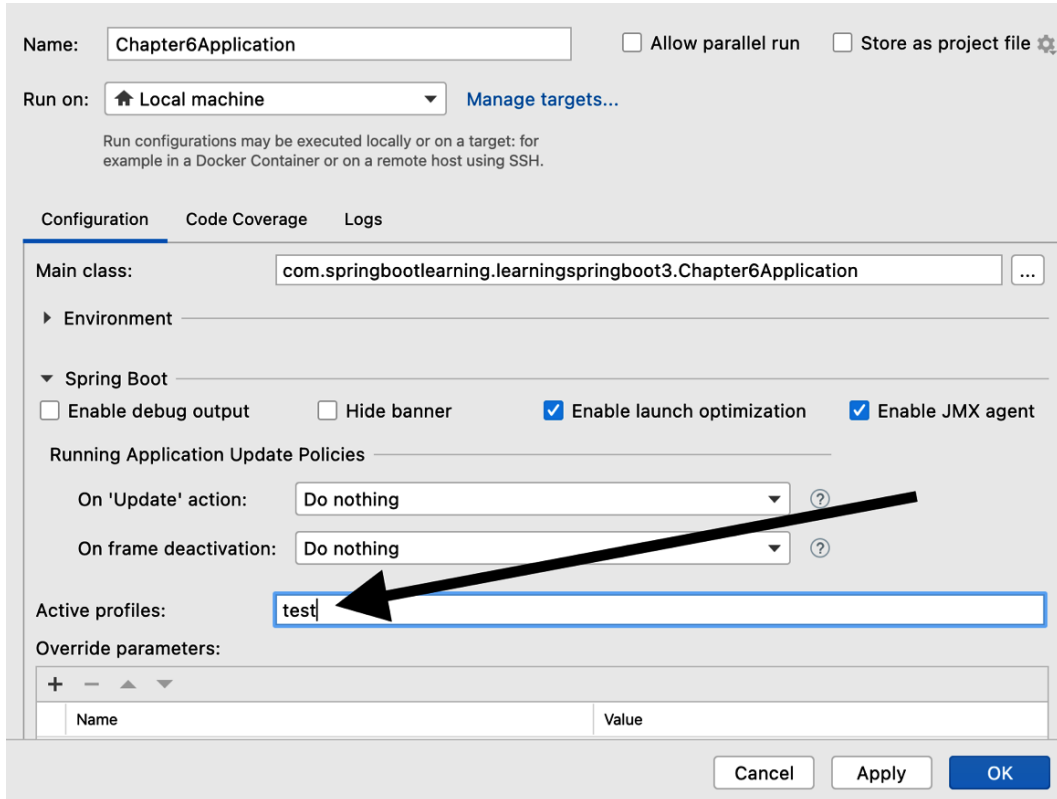 Name: Chapter6Application Allow parallel run Store as project file
Run on: Local machine Manage targets...
Run configurations may be executed locally or on a target: for
example in a Docker Container or on a remote host using SSH.
Configuration Code Coverage Logs
Main class: com.springbootlearning.learningspringboot3.Chapter6Application ...
Environment
Spring Boot
Enable debug output Hide banner Enable launch optimization Enable JMX agent
Running Application Update Policies
On 'Update' action: Do nothing ?
On frame deactivation: Do nothing ?
Active profiles: test
Override parameters:
Name Value
Cancel Apply OK